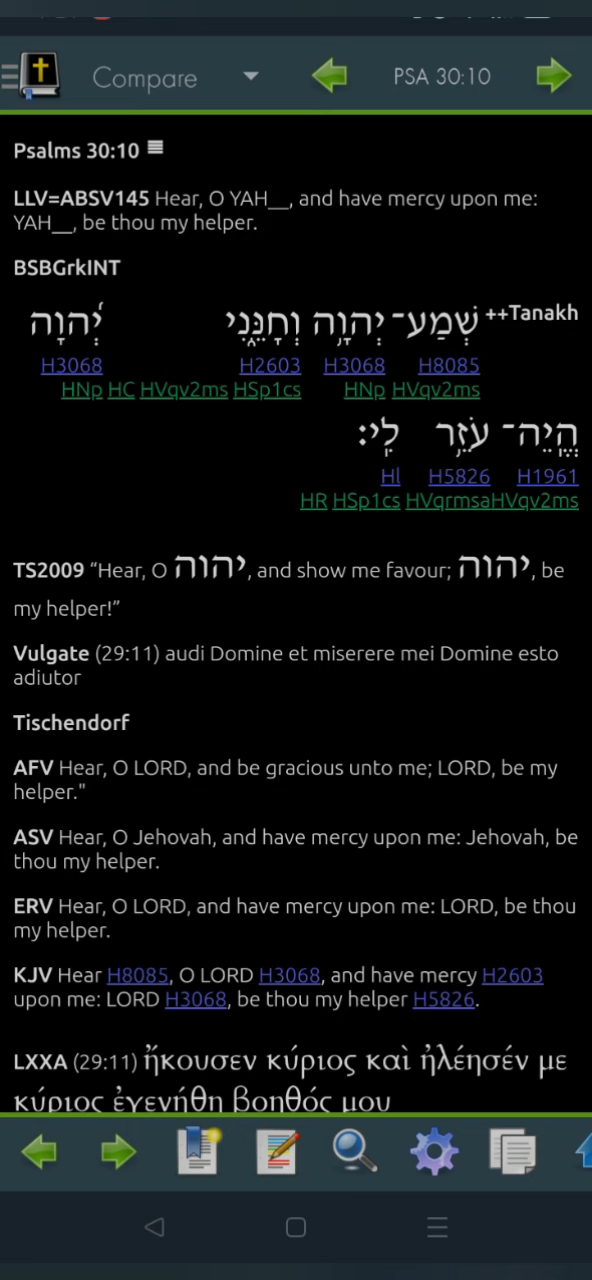 Compare
PSA 30:10
Psalms 30:10
LLV=ABSV145 Hear, O YAH__, and have mercy upon me:
YAH__, be thou my helper.
BSBGrkINT
++Tanakh שְׁמַע־ יְהוָ֥ה וְחָנֵּ֑נִי יְ֝הוָ֗ה
H3068 H2603 H3068 H8085
HNp HC HVqv2ms HSp1cs HNp HVqv2ms
הֱ‍ֽיֵה־ עֹזֵ֥ר לִֽי׃
Hl H5826 H1961
HR HSp1cs HVqrmsaHVqv2ms
TS2009 “Hear, O יהוה, and show me favour; יהוה, be
my helper!”
Vulgate (29:11) audi Domine et miserere mei Domine esto
adiutor
Tischendorf
AFV Hear, O LORD, and be gracious unto me; LORD, be my
helper."
ASV Hear, O Jehovah, and have mercy upon me: Jehovah, be
thou my helper.
ERV Hear, O LORD, and have mercy upon me: LORD, be thou
my helper.
KJV Hear H8085, O LORD H3068, and have mercy H2603
upon me: LORD H3068, be thou my helper H5826.
LXXA (29:11) ἤκουσεν κύριος καὶ ἠλέησέν με
κύριος ἐγενήθη βοηθός μου